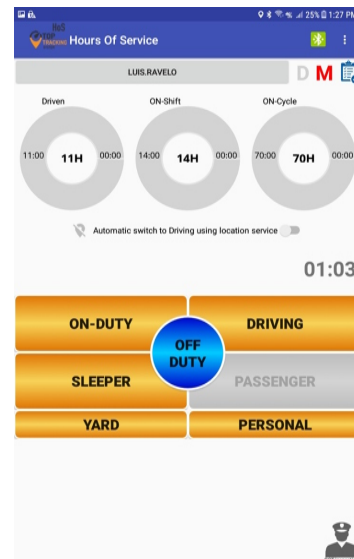 25% 1:27 PM
HoS
TOP
TRACKING
Hours Of Service
LUIS.RAVELO
D M
Driven ON-Shift ON-Cycle
11:00 11H 00:00 14:00 14H 00:00 70:00 70H 00:00
Automatic switch to Driving using location service
01:03
ON-DUTY DRIVING
OFF
DUTY
SLEEPER PASSENGER
YARD PERSONAL